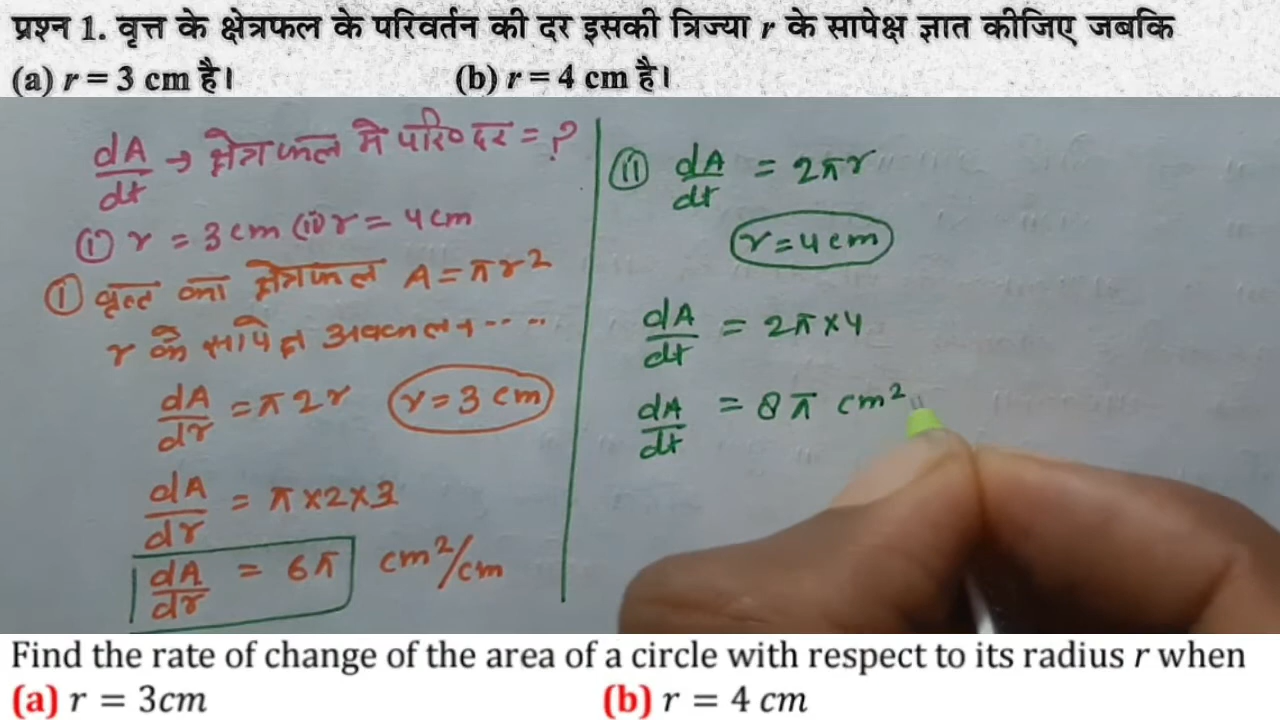 प्रश्न 1. वृत्त के क्षेत्रफल के परिवर्तन की दर इसकी त्रिज्या r के सापेक्ष ज्ञात कीजिए जबकि
(a) r = 3 cm है। (b) r = 4 cm है।
dA/dt → क्षेत्रफल मे परि० दर = ?
(i) r = 3 cm (ii) r = 4 cm
(i) वृत्त का क्षेत्रफल A = πr²
r के सापेक्ष अवकलन ----
dA/dr = π2r r = 3 cm
dA/dr = π×2×3
dA/dr = 6π cm²/cm
(ii) dA/dt = 2πr
r = 4 cm
dA/dt = 2π×4
dA/dt = 8π cm²
Find the rate of change of the area of a circle with respect to its radius r when
(a) r = 3cm (b) r = 4 cm